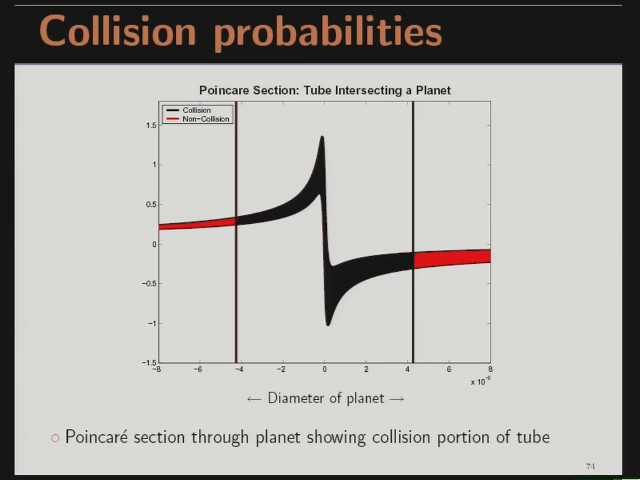 Collision probabilities
Poincare Section: Tube Intersecting a Planet
Collision
Non-Collision
1.5
1
0.5
0
-0.5
-1
-1.5
-8 -6 -4 -2 0 2 4 6 8
← Diameter of planet →
Poincaré section through planet showing collision portion of tube
74